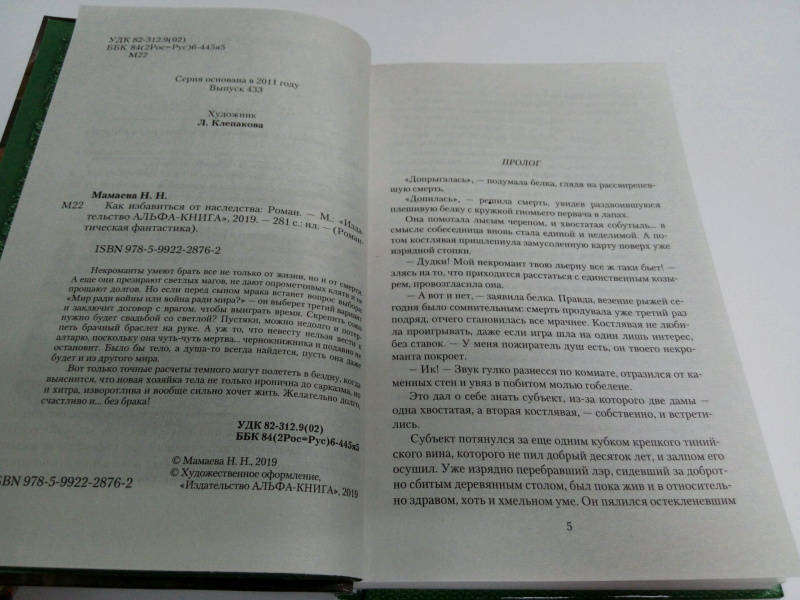 УДК 82-312.9(02)
ББК 84(2Рос=Рус)6-445я5
М22
Серия основана в 2011 году
Выпуск 433
Художник
Л. Клепакова
Мамаева Н. Н.
М22 Как избавиться от наследства: Роман. — М.: «Изда-
тельство АЛЬФА-КНИГА», 2019. — 281 с.: ил. — (Роман-
тическая фантастика).
ISBN 978-5-9922-2876-2
Некроманты умеют брать все не только от жизни, но и от смерти.
А еще они презирают светлых магов, не дают опрометчивых клятв и не
прощают долгов. Но если перед сыном мрака встанет вопрос выбора:
«Мир ради войны или война ради мира?» — он выберет третий вариант
и заключит договор с врагом, чтобы выиграть время. Скрепить союз
нужно будет свадьбой со светлой? Пустяки, можно недолго и потер-
петь брачный браслет на руке. А уж то, что невесту нельзя вести к
алтарю, поскольку она чуть-чуть мертва... чернокнижника и подавно не
остановит. Было бы тело, а душа-то всегда найдется, пусть она даже
будет и из другого мира.
Вот только точные расчеты темного могут полететь в бездну, когда
выяснится, что новая хозяйка тела не только иронична до сарказма, но
и хитра, изворотлива и вообще сильно хочет жить. Желательно долго,
счастливо и... без брака!
УДК 82-312.9(02)
ББК 84(2Рос=Рус)6-445я5
© Мамаева Н. Н., 2019
© Художественное оформление,
«Издательство АЛЬФА-КНИГА», 2019
ISBN 978-5-9922-2876-2
ПРОЛОГ
«Допрыгалась», — подумала белка, глядя на рассвирепев-
шую смерть.
«Допилась», — решила смерть, увидев раздвоившуюся
плешивую белку с кружкой гномьего первача в лапах.
Она помотала лысым черепом, и хвостатая собутыль... в
смысле собеседница вновь стала единой и неделимой. А по-
том костлявая пришлепнула замусоленную карту поверх уже
изрядной стопки.
— Дудки! Мой некромант твою льерну все ж таки бьет! —
злясь на то, что приходится расстаться с единственным козы-
рем, провозгласила она.
— А вот и нет, — заявила белка. Правда, везение рыжей се-
годня было сомнительным: смерть продувала уже третий раз
подряд, отчего становилась все мрачнее. Костлявая не люби-
ла проигрывать, даже если игра шла на один лишь интерес,
без ставок. — У меня пожиратель душ есть, он твоего некро-
манта покроет.
— Ик! — Звук гулко разнесся по комнате, отразился от ка-
менных стен и увяз в побитом молью гобелене.
Это дал о себе знать субъект, из-за которого две дамы —
одна хвостатая, а вторая костлявая, — собственно, и встрети-
лись.
Субъект потянулся за еще одним кубком крепкого тиний-
ского вина, которого не пил добрый десяток лет, и залпом его
осушил. Уже изрядно перебравший лэр, сидевший за добротно
сбитым деревянным столом, был пока жив и в относитель-
но здравом, хоть и хмельном уме. Он пялился остекленевшим
5